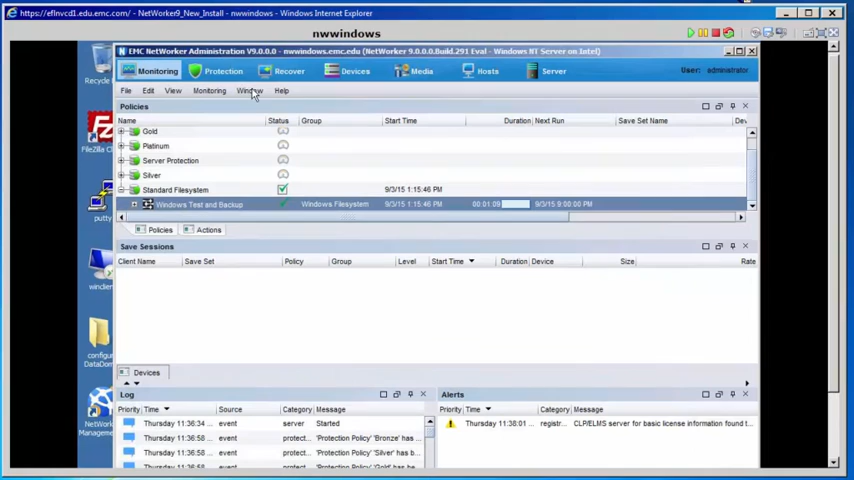 https://eflnvcd1.edu.emc.com/ - NetWorker9_New_Install - nwwindows - Windows Internet Explorer
nwwindows
EMC NetWorker Administration V9.0.0.0 - nwwindows.emc.edu (NetWorker 9.0.0.0.Build.291 Eval - Windows NT Server on Intel)
Monitoring Protection Recover Devices Media Hosts Server User: administrator
File Edit View Monitoring Window Help
Policies
Name Status Group Start Time Duration Next Run Save Set Name Dev
Gold
Platinum
Server Protection
Silver
Standard Filesystem 9/3/15 1:15:46 PM
Windows Test and Backup Windows Filesystem 9/3/15 1:15:46 PM 00:01:09 9/3/15 9:00:00 PM
Policies Actions
Save Sessions
Client Name Save Set Policy Group Level Start Time Duration Device Size Rate
Devices
Log
Priority Time Source Category Message
Thursday 11:36:34 ... event server Started
Thursday 11:36:58 ... event protect... 'Protection Policy' 'Bronze' has ...
Thursday 11:36:58 ... event protect... 'Protection Policy' 'Silver' has b...
Thursday 11:36:58 ... event protect... 'Protection Policy' 'Gold' has be...
Alerts
Priority Time Category Message
Thursday 11:38:01 ... registr... CLP/ELMS server for basic license information found t...
Recycle
FileZilla
putty
windien
configu
DataDom
NetWor
Manageme